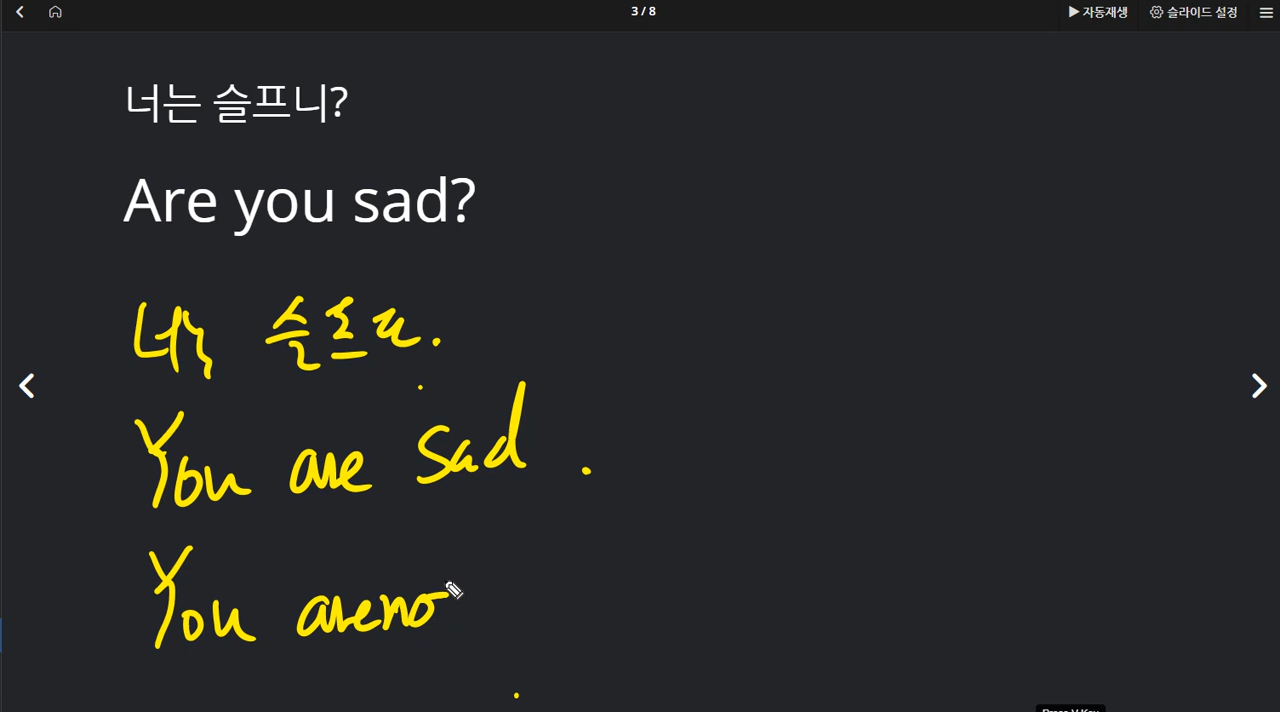 3 / 8
▶ 자동재생
슬라이드 설정
너는 슬프니?
Are you sad?
너는 슬프다.
You are sad.
You are no